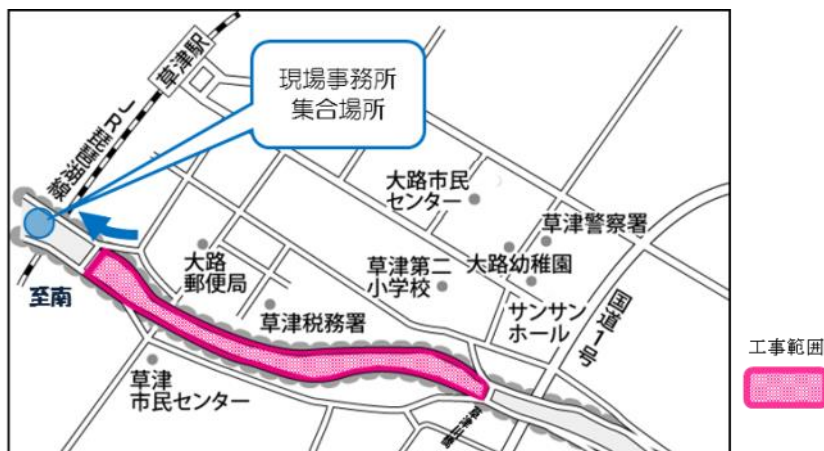 草津駅
現場事務所
集合場所
JR琵琶湖線
大路市民
センター
草津警察署
大路
郵便局
草津第二
小学校
大路幼稚園
至南
サンサン
ホール
国道1号
草津税務署
工事範囲
草津
市民センター